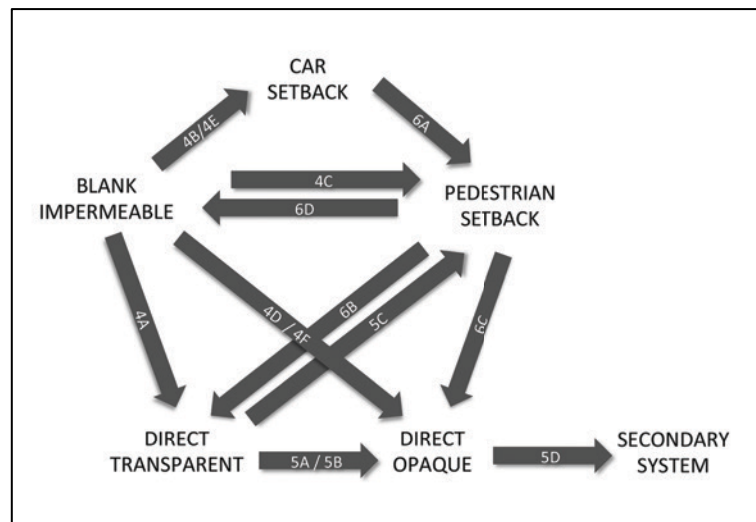 CAR
SETBACK
4B/4E
6A
4C
6D
BLANK
IMPERMEABLE
PEDESTRIAN
SETBACK
4A
4D / 4F
6B
5C
6C
DIRECT
TRANSPARENT
5A / 5B
DIRECT
OPAQUE
5D
SECONDARY
SYSTEM